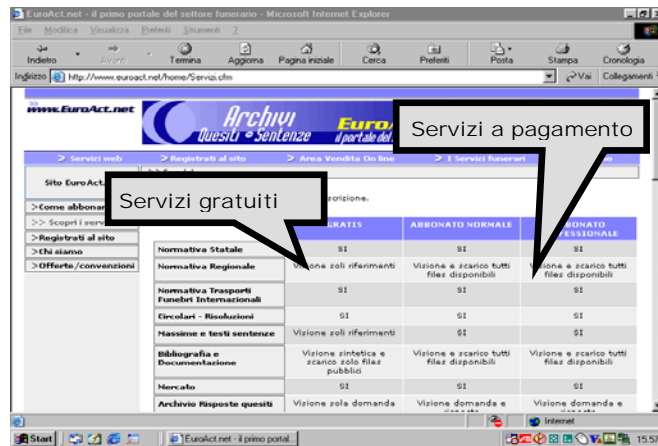 EuroAct.net - il primo portale del settore funerario - Microsoft Internet Explorer
File Modifica Visualizza Preferiti Strumenti ?
Indietro Avanti Termina Aggiorna Pagina iniziale Cerca Preferiti Posta Stampa Cronologia
Indirizzo http://www.euroact.net/home/Servizi.cfm Vai Collegamenti
www.EuroAct.net
Archivi
Quesiti e Sentenze
il portale del
Servizi a pagamento
> Servizi web > Registrati al sito > Area Vendita On line > I Servizi funerari
Sito EuroAct.
Servizi gratuiti
>Come abbonar
>> Scopri i serv
>Registrati al sito
>Chi siamo
>Offerte/convenzioni
scrizione.
GRATIS ABBONATO NORMALE
Normativa Statale SI SI SI
Normativa Regionale Visione soli riferimenti Visione e scarico tutti files disponibili Visione e scarico tutti files disponibili
Normativa Trasporti Funebri Internazionali SI SI SI
Circolari - Risoluzioni SI SI SI
Massime e testi sentenze Visione soli riferimenti SI SI
Bibliografia e Documentazione Visione sintetica e scarico solo files pubblici Visione e scarico tutti files disponibili Visione e scarico tutti files disponibili
Mercato SI SI SI
Archivio Risposte quesiti Visione sola domanda Visione domanda e Visione domanda e
Internet
Start EuroAct.net - il primo portal... 15.5